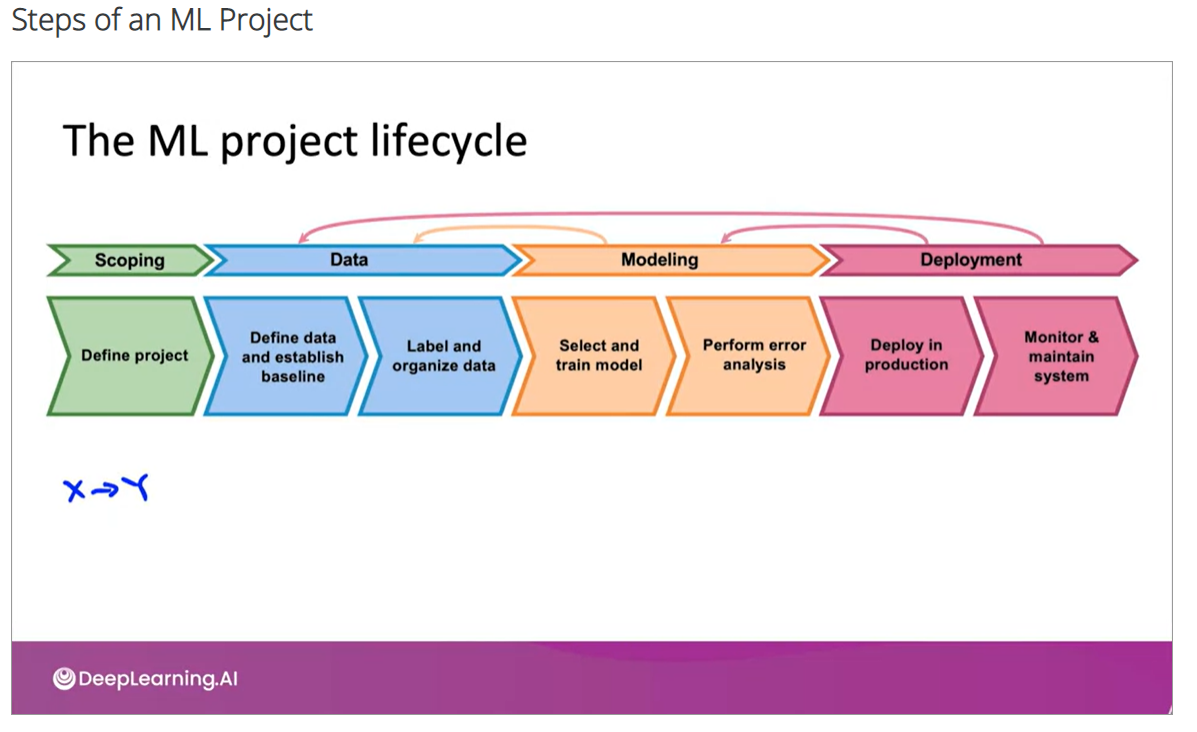 Steps of an ML Project
The ML project lifecycle
Scoping
Data
Modeling
Deployment
Define project
Define data
and establish
baseline
Label and
organize data
Select and
train model
Perform error
analysis
Deploy in
production
Monitor &
maintain
system
X→Y
DeepLearning.AI